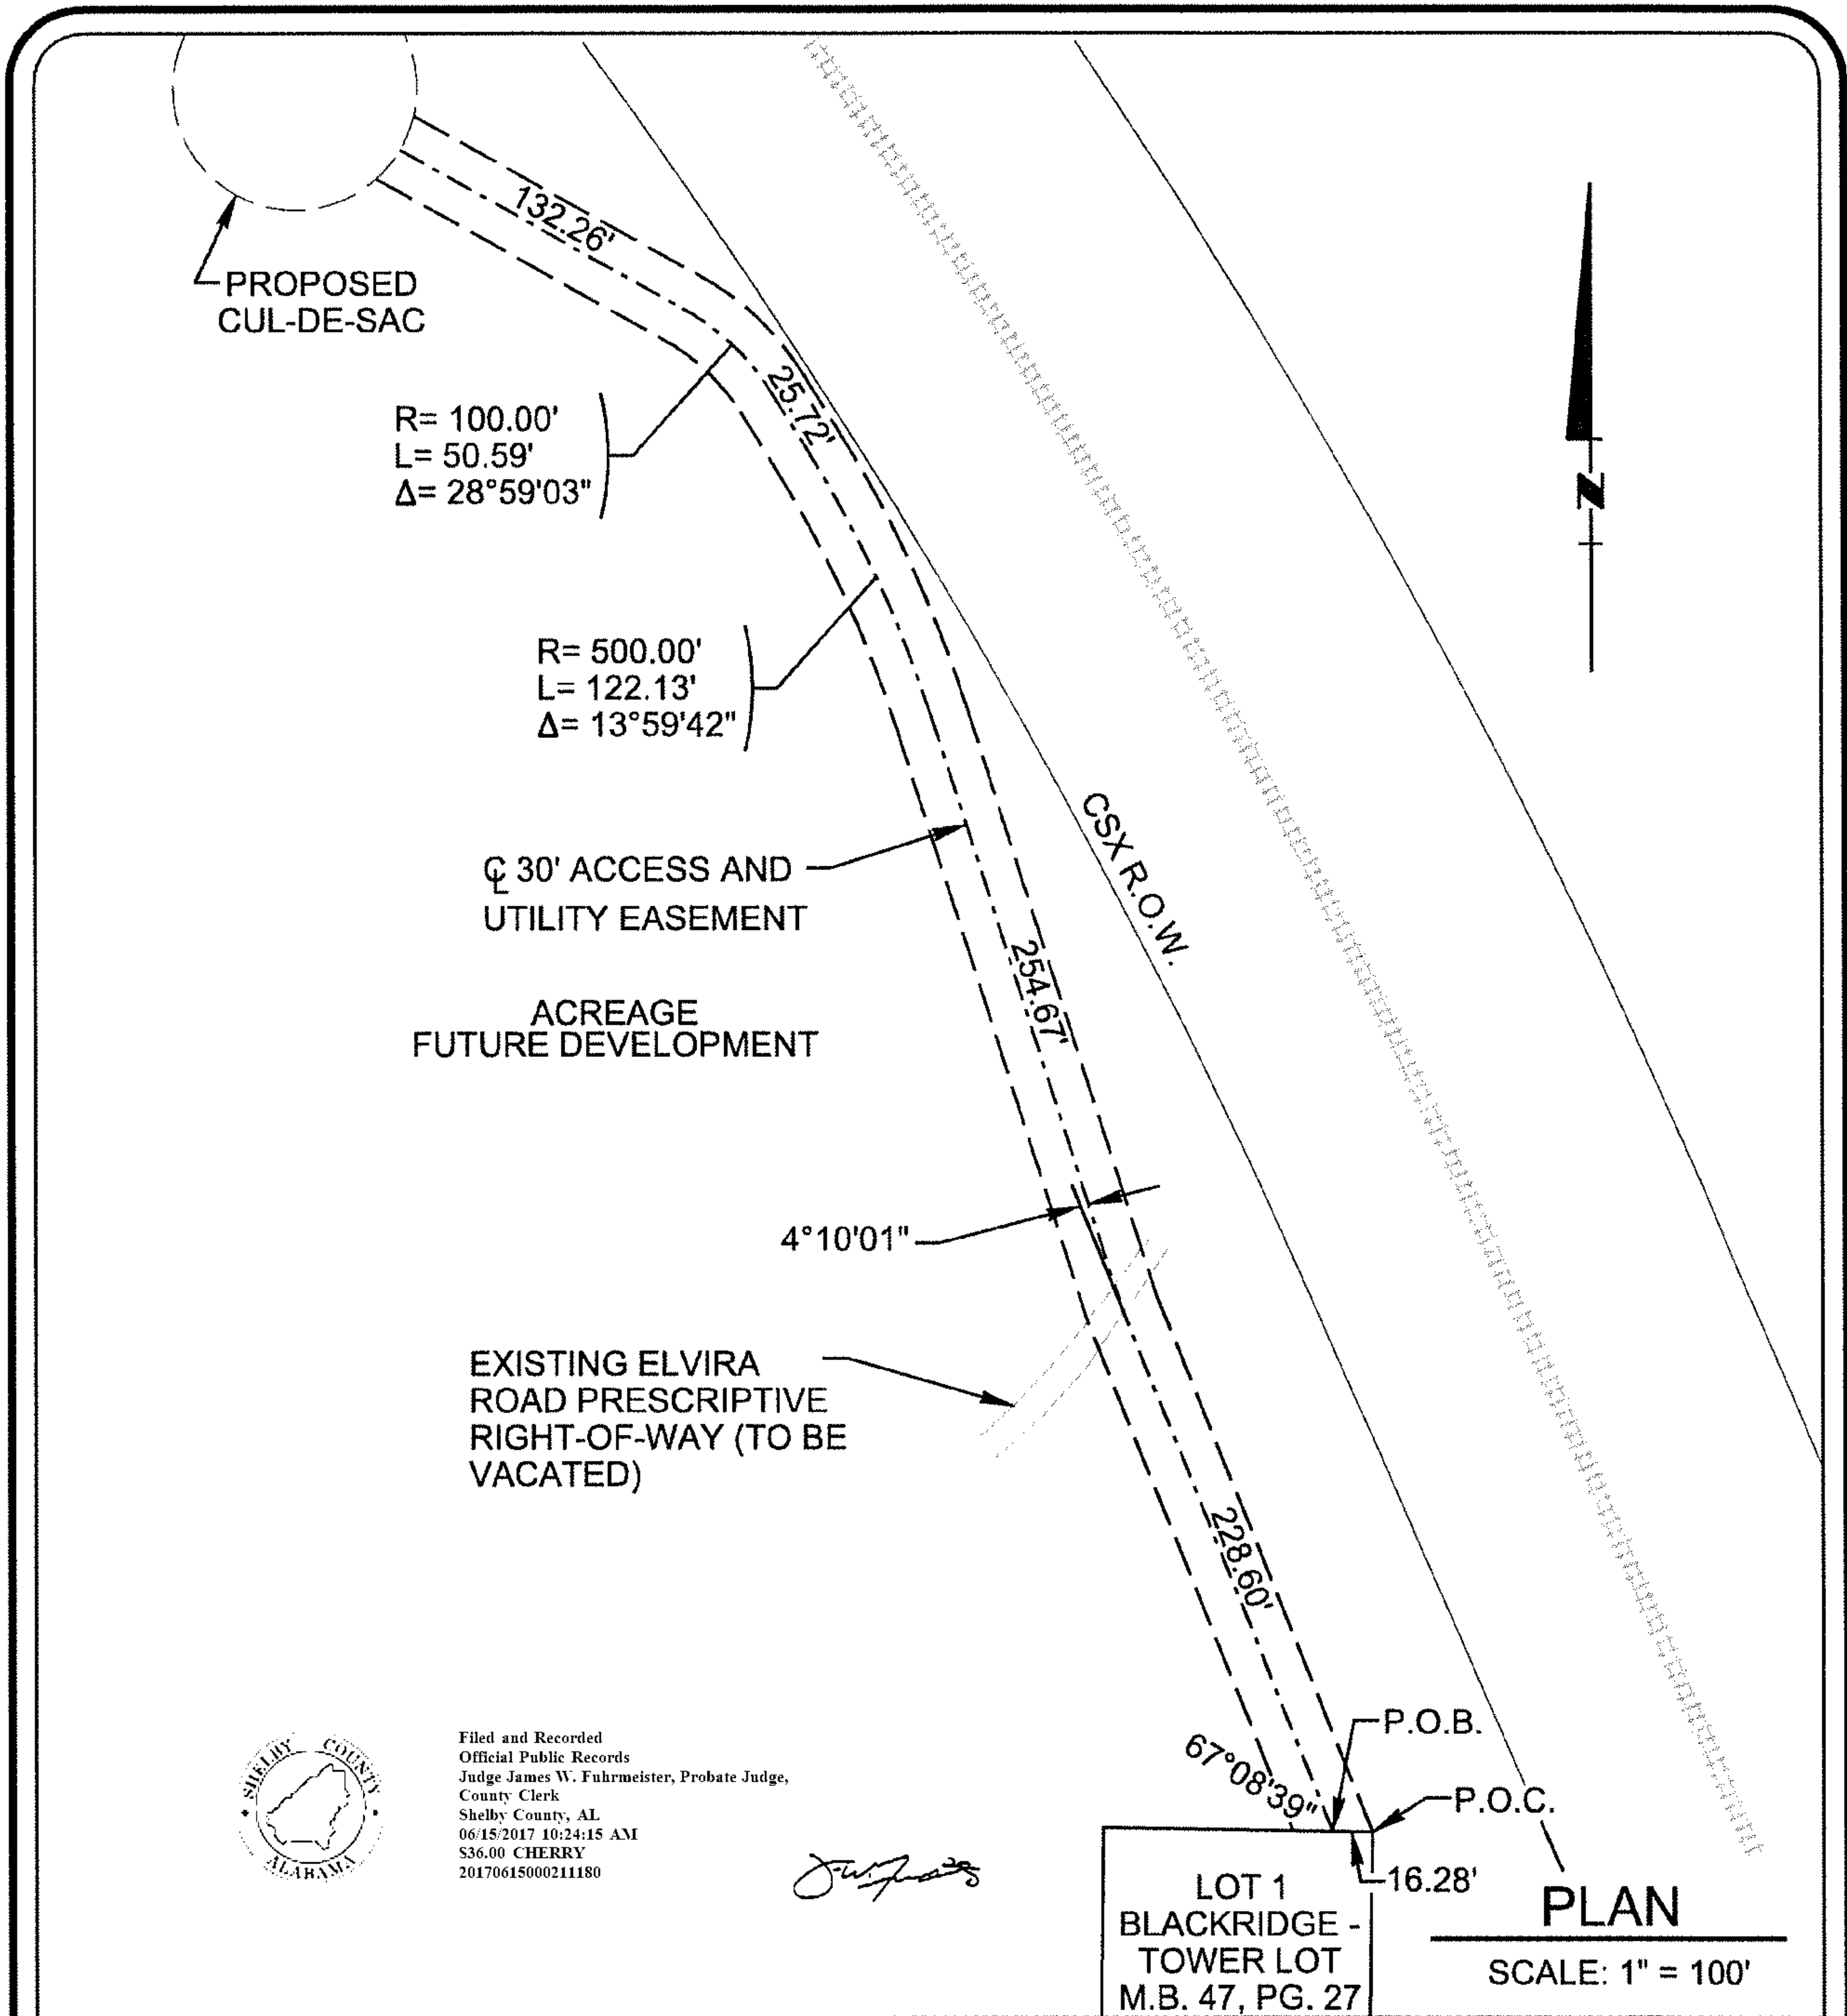 132.26'
PROPOSED
CUL-DE-SAC
R= 100.00'
L= 50.59'
Δ= 28°59'03"
25.72'
N
R= 500.00'
L= 122.13'
Δ= 13°59'42"
CSX R.O.W.
℄ 30' ACCESS AND
UTILITY EASEMENT
254.67'
ACREAGE
FUTURE DEVELOPMENT
4°10'01"
EXISTING ELVIRA
ROAD PRESCRIPTIVE
RIGHT-OF-WAY (TO BE
VACATED)
228.60'
P.O.B.
67°08'39"
P.O.C.
16.28'
LOT 1
BLACKRIDGE -
TOWER LOT
M.B. 47, PG. 27
PLAN
SCALE: 1" = 100'
SHELBY COUNTY
ALABAMA
Filed and Recorded
Official Public Records
Judge James W. Fuhrmeister, Probate Judge,
County Clerk
Shelby County, AL
06/15/2017 10:24:15 AM
$36.00 CHERRY
20170615000211180